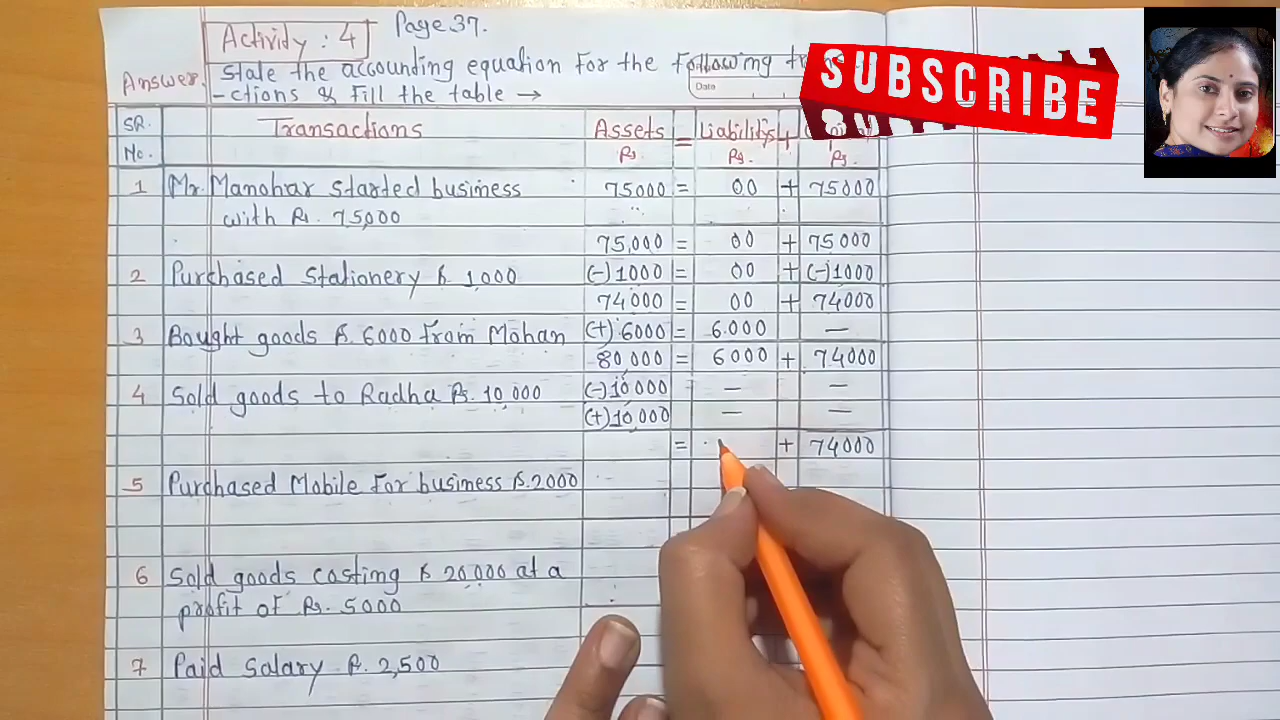 Activity : 4 Page 37.
Answer. State the accounting equation for the following
-ctions & Fill the table →
Date
SUBSCRIBE
SR. No. Transactions Assets Rs. = Liabilitys Rs. + Rs.
1 Mr. Manohar started business 75000 = 00 + 75000
with Rs. 75,000
75,000 = 00 + 75000
2 Purchased Stationery Rs. 1,000 (-) 1000 = 00 + (-) 1000
74000 = 00 + 74000
3 Bought goods Rs. 6000 from Mohan (+) 6000 = 6000 —
80,000 = 6000 + 74000
4 Sold goods to Radha Rs. 10,000 (-) 10,000 — —
(+) 10,000 — —
= + 74000
5 Purchased Mobile For business Rs. 2000
6 Sold goods costing Rs 20,000 at a
profit of Rs. 5000
7 Paid Salary Rs. 2,500